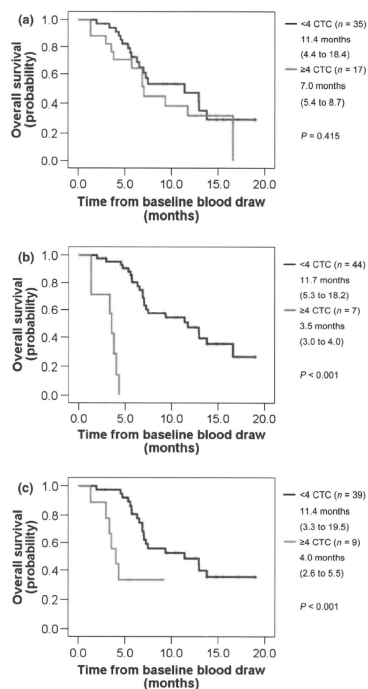 (a)
Overall survival
(probability)
1.0
0.8
0.6
0.4
0.2
0.0
0.0 5.0 10.0 15.0 20.0
Time from baseline blood draw
(months)
<4 CTC (n = 35)
11.4 months
(4.4 to 18.4)
≥4 CTC (n = 17)
7.0 months
(5.4 to 8.7)
P = 0.415
(b)
Overall survival
(probability)
1.0
0.8
0.6
0.4
0.2
0.0
0.0 5.0 10.0 15.0 20.0
Time from baseline blood draw
(months)
<4 CTC (n = 44)
11.7 months
(5.3 to 18.2)
≥4 CTC (n = 7)
3.5 months
(3.0 to 4.0)
P < 0.001
(c)
Overall survival
(probability)
1.0
0.8
0.6
0.4
0.2
0.0
0.0 5.0 10.0 15.0 20.0
Time from baseline blood draw
(months)
<4 CTC (n = 39)
11.4 months
(3.3 to 19.5)
≥4 CTC (n = 9)
4.0 months
(2.6 to 5.5)
P < 0.001